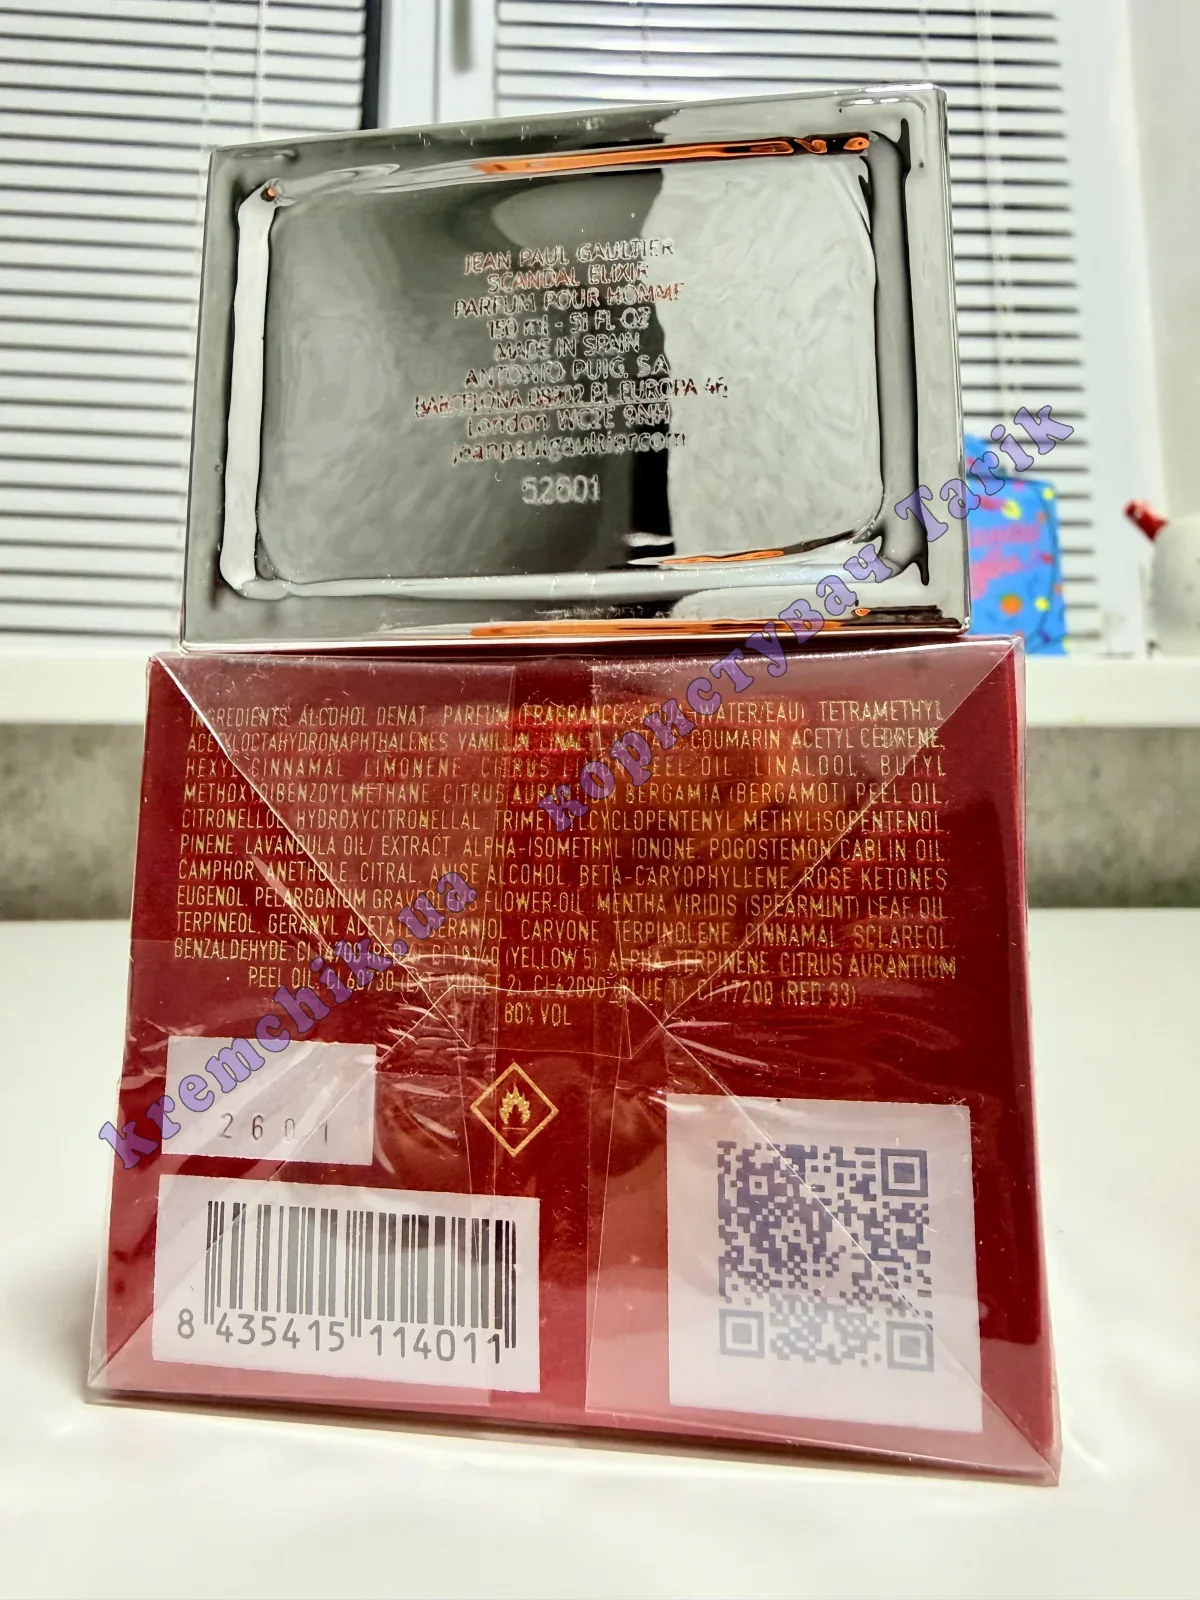 JEAN PAUL GAULTIER
SCANDAL ELIXIR
PARFUM POUR HOMME
150 ml - 5.1 FL OZ
MADE IN SPAIN
ANTONIO PUIG, S.A.
BARCELONA 08902 PL. EUROPA 46
London WC2E 9NH
jeanpaulgaultier.com
52601
INGREDIENTS: ALCOHOL DENAT., PARFUM (FRAGRANCE), (WATER/EAU), TETRAMETHYL
ACETYLOCTAHYDRONAPHTHALENES, VANILLIN, COUMARIN, ACETYL CEDRENE,
HEXYL CINNAMAL, LIMONENE, CITRUS PEEL OIL, LINALOOL, BUTYL
METHOXYDIBENZOYLMETHANE, CITRUS AURANTIUM BERGAMIA (BERGAMOT) PEEL OIL,
CITRONELLOL, HYDROXYCITRONELLAL, TRIMETHYLCYCLOPENTENYL METHYLISOPENTENOL,
PINENE, LAVANDULA OIL/ EXTRACT, ALPHA-ISOMETHYL IONONE, POGOSTEMON CABLIN OIL,
CAMPHOR, ANETHOLE, CITRAL, ANISE ALCOHOL, BETA-CARYOPHYLLENE, ROSE KETONES,
EUGENOL, PELARGONIUM GRAVEOLENS FLOWER OIL, MENTHA VIRIDIS (SPEARMINT) LEAF OIL,
TERPINEOL, GERANYL ACETATE, GERANIOL, CARVONE, TERPINOLENE, CINNAMAL, SCLAREOL,
BENZALDEHYDE, CI 14700 (RED 4), CI 19140 (YELLOW 5), ALPHA-TERPINENE, CITRUS AURANTIUM
PEEL OIL, CI 60730 (EXT. VIOLET 2), CI 42090 (BLUE 1), CI 17200 (RED 33).
80% VOL
2601
8 435415 114011
kremchik.ua користувач Tarik